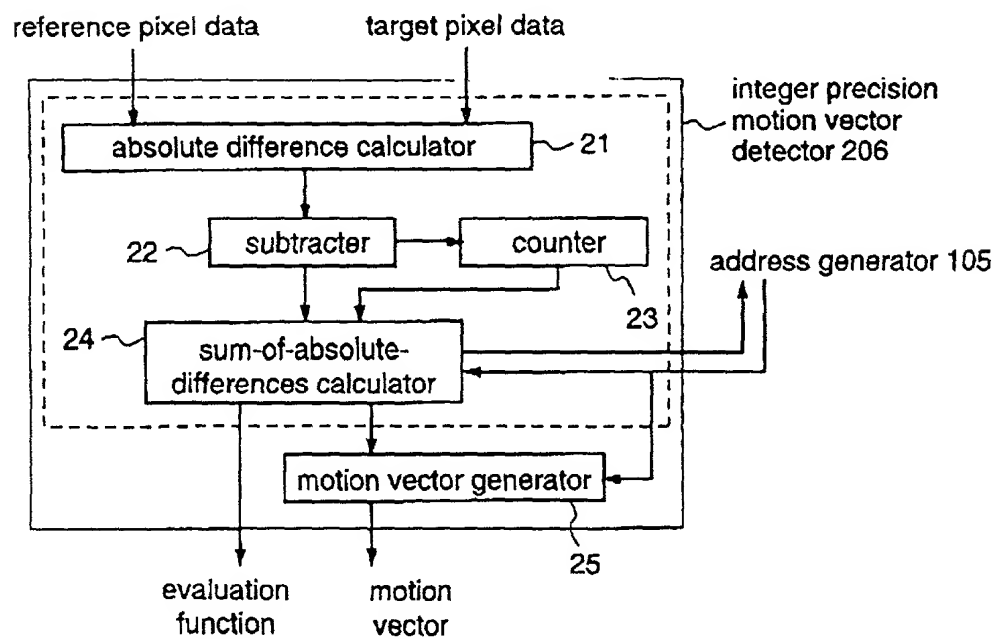 reference pixel data
target pixel data
integer precision
motion vector
detector 206
absolute difference calculator
21
22
subtracter
counter
address generator 105
23
24
sum-of-absolute-
differences calculator
motion vector generator
25
evaluation
function
motion
vector